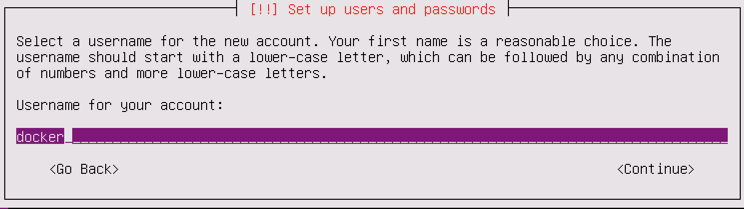 [!!] Set up users and passwords
Select a username for the new account. Your first name is a reasonable choice. The
username should start with a lower-case letter, which can be followed by any combination
of numbers and more lower-case letters.
Username for your account:
docker
<Go Back> <Continue>